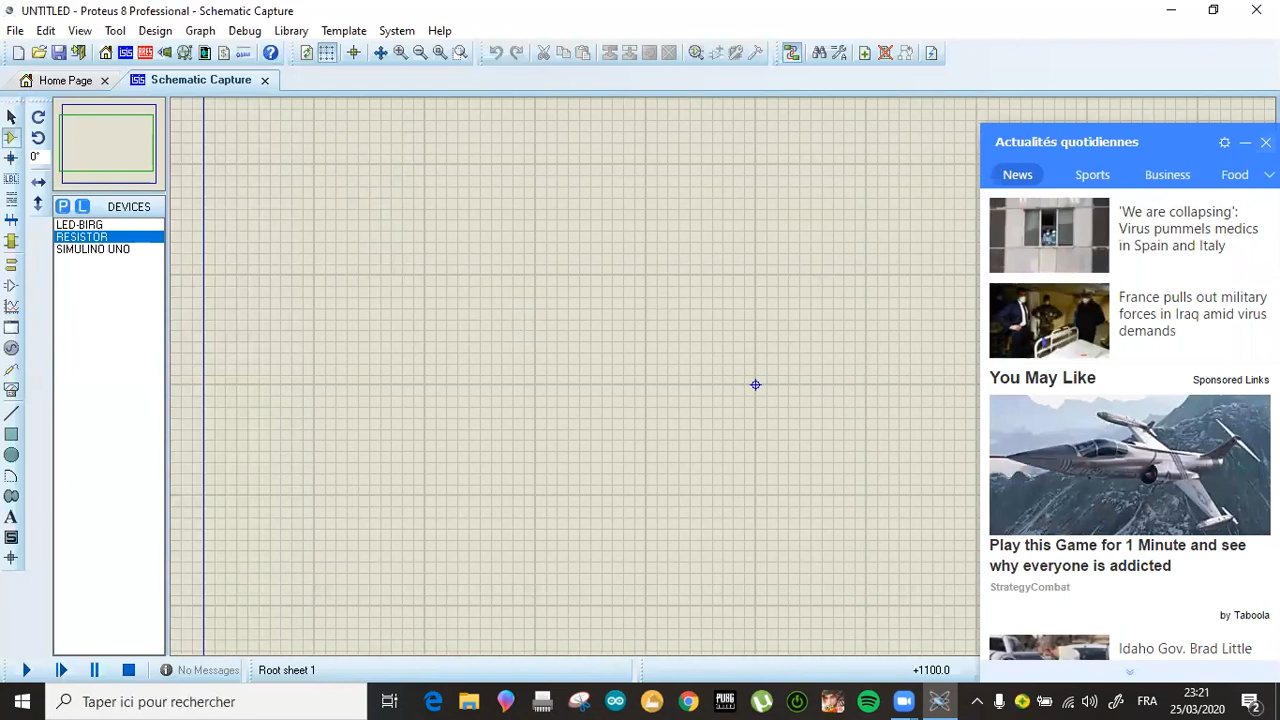 UNTITLED - Proteus 8 Professional - Schematic Capture
File Edit View Tool Design Graph Debug Library Template System Help
Home Page
Schematic Capture
0°
P L DEVICES
LED-BIRG
RESISTOR
SIMULINO UNO
LBL
A
S
Actualités quotidiennes
News Sports Business Food
'We are collapsing':
Virus pummels medics
in Spain and Italy
France pulls out military
forces in Iraq amid virus
demands
You May Like
Sponsored Links
Play this Game for 1 Minute and see
why everyone is addicted
StrategyCombat
by Taboola
Idaho Gov. Brad Little
No Messages
Root sheet 1
+1100.0
Taper ici pour rechercher
PUBG
FRA
23:21
25/03/2020
2